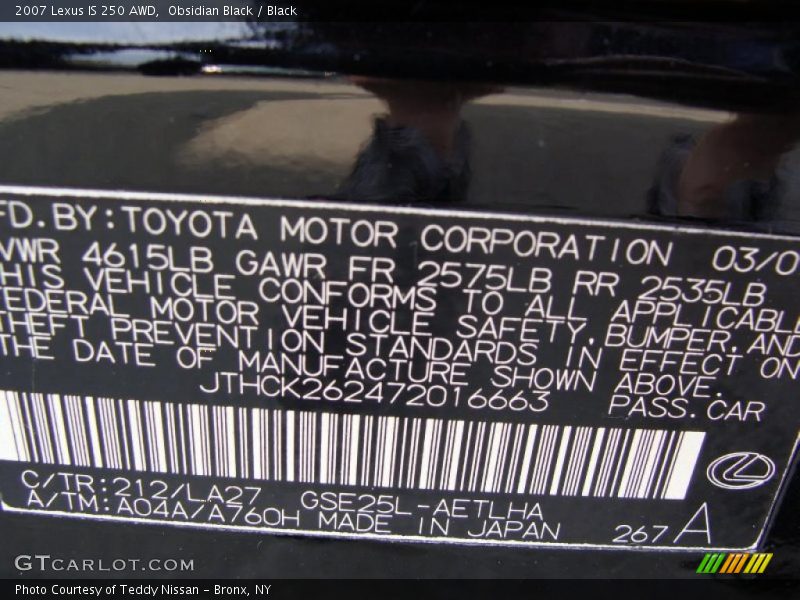 2007 Lexus IS 250 AWD, Obsidian Black / Black
FD. BY: TOYOTA MOTOR CORPORATION 03/0
VWR 4615LB GAWR FR 2575LB RR 2535LB
HIS VEHICLE CONFORMS TO ALL APPLICABLE
FEDERAL MOTOR VEHICLE SAFETY, BUMPER, AND
THEFT PREVENTION STANDARDS IN EFFECT ON
THE DATE OF MANUFACTURE SHOWN ABOVE.
JTHCK262472016663 PASS. CAR
C/TR: 212/LA27 GSE25L-AETLHA
A/TM: A04A/A760H MADE IN JAPAN 267 A
GTCARLOT.COM
Photo Courtesy of Teddy Nissan - Bronx, NY